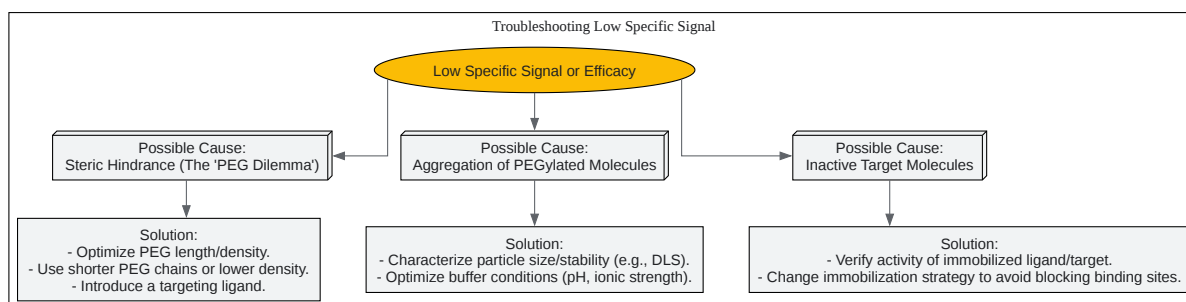 Troubleshooting Low Specific Signal
Low Specific Signal or Efficacy
Possible Cause:
Steric Hindrance (The 'PEG Dilemma')
Possible Cause:
Aggregation of PEGylated Molecules
Possible Cause:
Inactive Target Molecules
Solution:
- Optimize PEG length/density.
- Use shorter PEG chains or lower density.
- Introduce a targeting ligand.
Solution:
- Characterize particle size/stability (e.g., DLS).
- Optimize buffer conditions (pH, ionic strength).
Solution:
- Verify activity of immobilized ligand/target.
- Change immobilization strategy to avoid blocking binding sites.